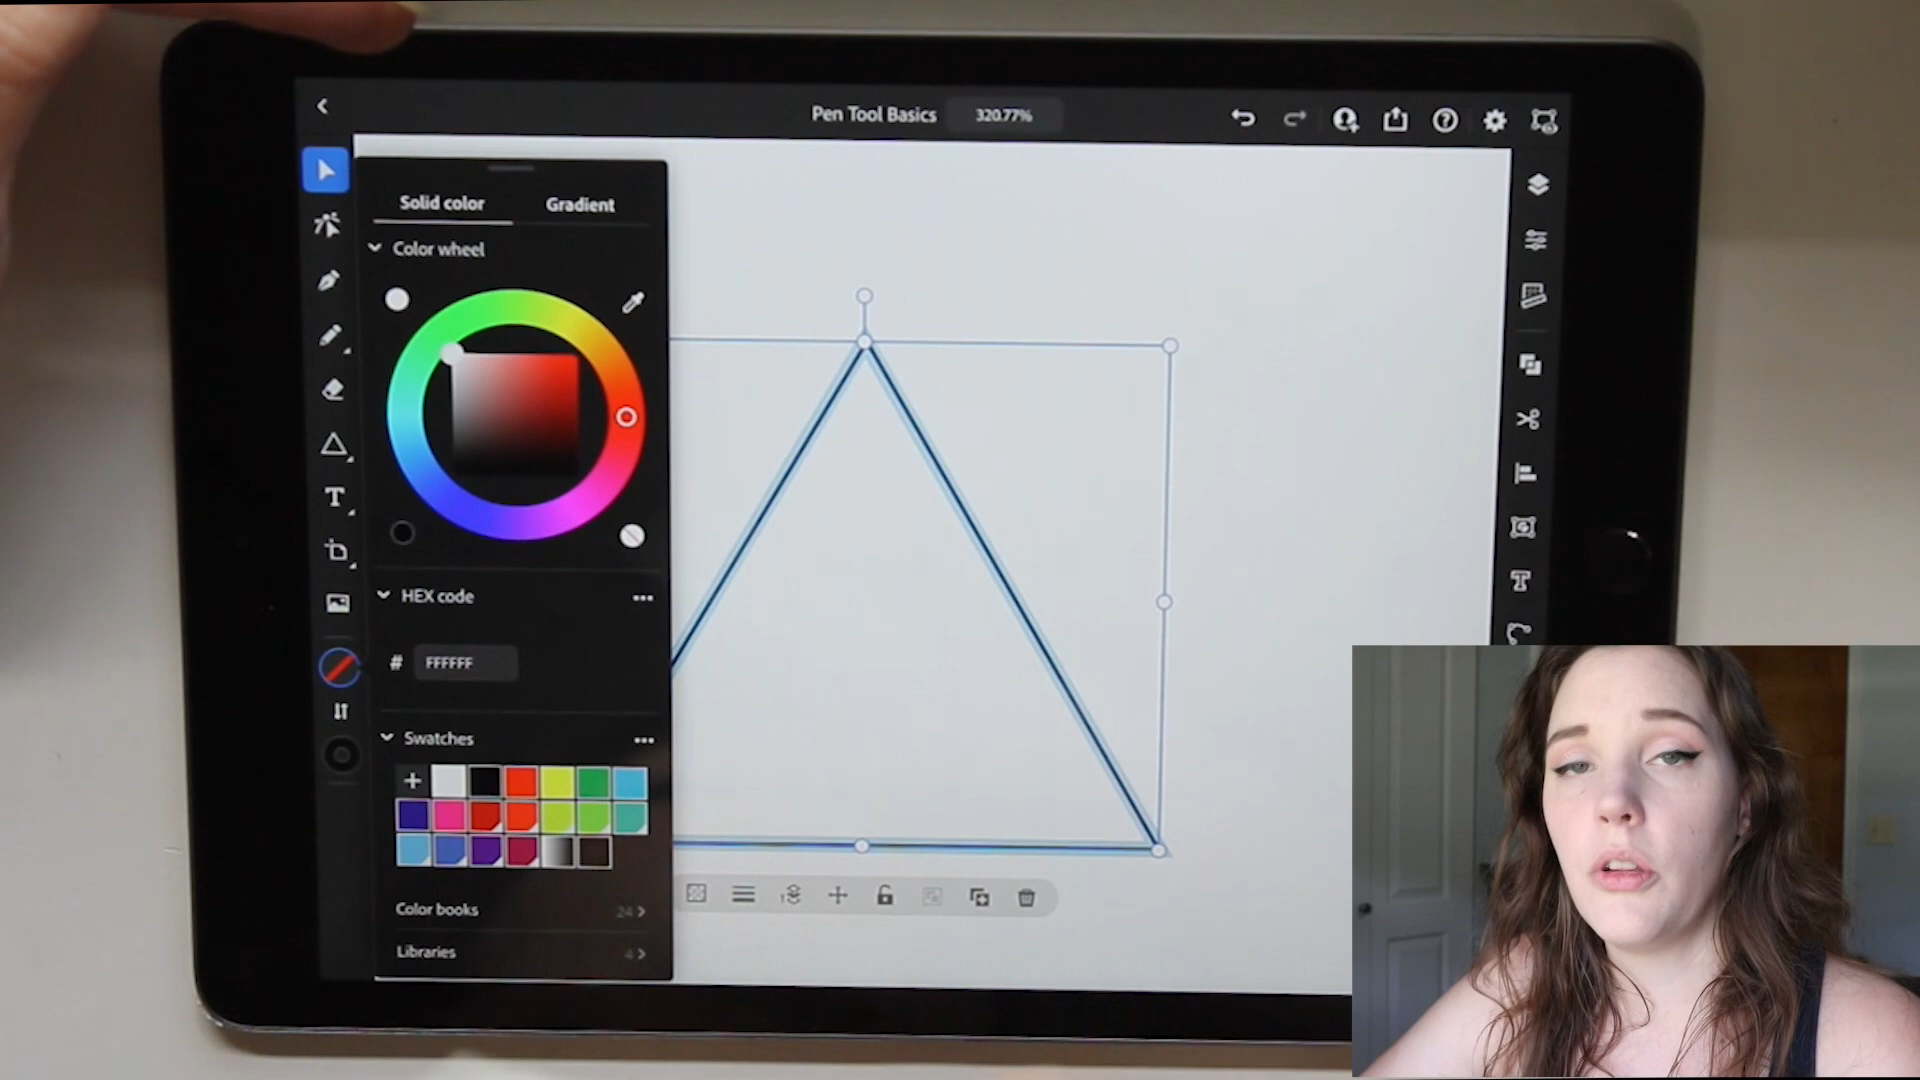 Pen Tool Basics 320.77%
Solid color Gradient
Color wheel
HEX code
# FFFFFF
Swatches
Color books 24
Libraries 4